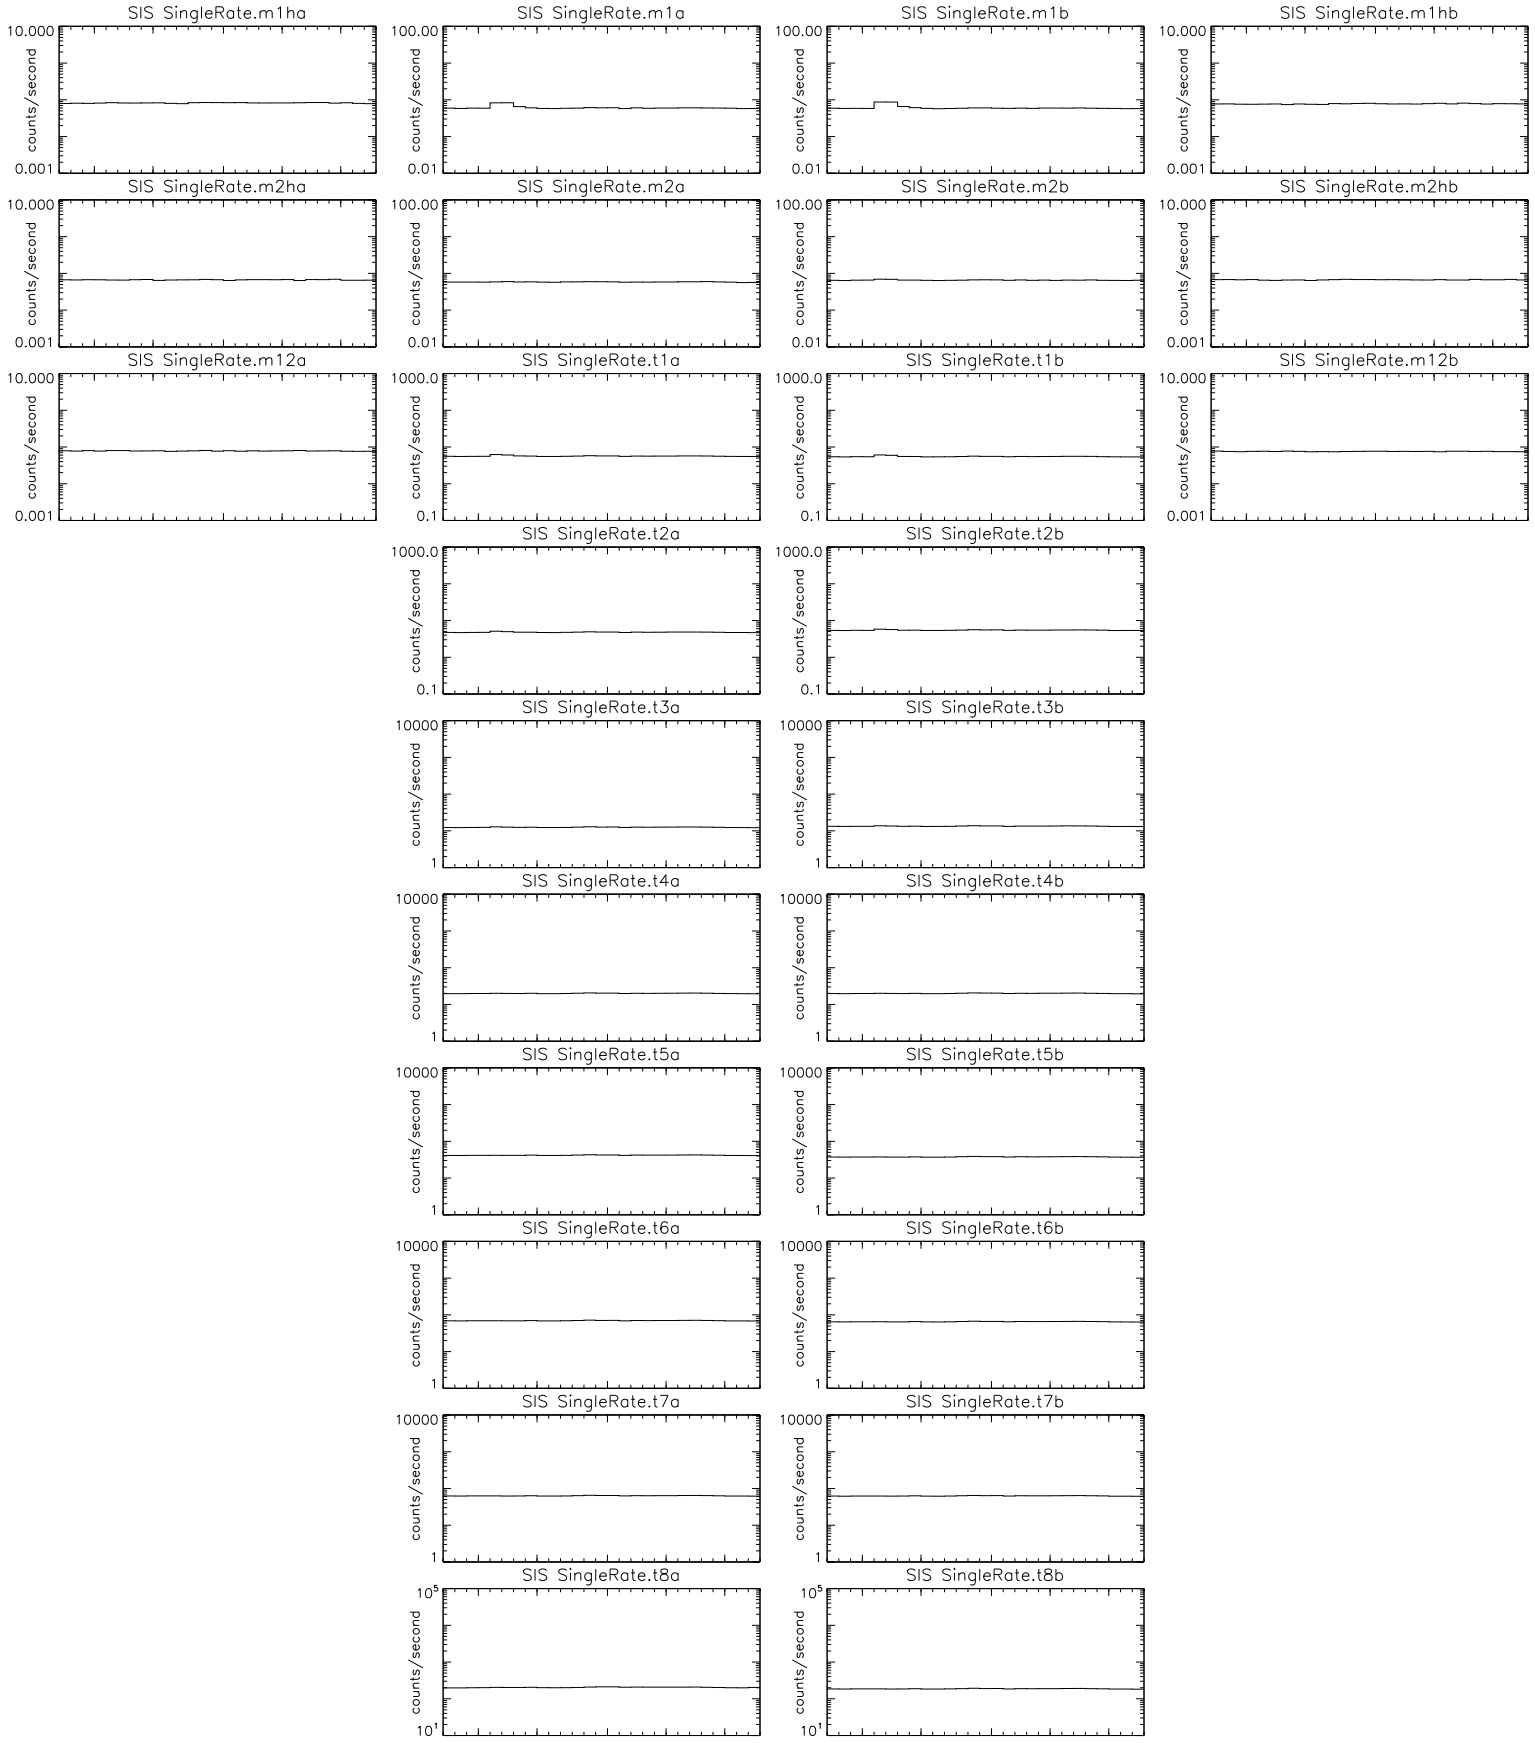 SIS SingleRate.m1ha
10.000
counts/second
0.001
SIS SingleRate.m1a
100.00
counts/second
0.01
SIS SingleRate.m1b
100.00
counts/second
0.01
SIS SingleRate.m1hb
10.000
counts/second
0.001
SIS SingleRate.m2ha
10.000
counts/second
0.001
SIS SingleRate.m2a
100.00
counts/second
0.01
SIS SingleRate.m2b
100.00
counts/second
0.01
SIS SingleRate.m2hb
10.000
counts/second
0.001
SIS SingleRate.m12a
10.000
counts/second
0.001
SIS SingleRate.t1a
1000.0
counts/second
0.1
SIS SingleRate.t1b
1000.0
counts/second
0.1
SIS SingleRate.m12b
10.000
counts/second
0.001
SIS SingleRate.t2a
1000.0
counts/second
0.1
SIS SingleRate.t2b
1000.0
counts/second
0.1
SIS SingleRate.t3a
10000
counts/second
1
SIS SingleRate.t3b
10000
counts/second
1
SIS SingleRate.t4a
10000
counts/second
1
SIS SingleRate.t4b
10000
counts/second
1
SIS SingleRate.t5a
10000
counts/second
1
SIS SingleRate.t5b
10000
counts/second
1
SIS SingleRate.t6a
10000
counts/second
1
SIS SingleRate.t6b
10000
counts/second
1
SIS SingleRate.t7a
10000
counts/second
1
SIS SingleRate.t7b
10000
counts/second
1
SIS SingleRate.t8a
10⁵
counts/second
10¹
SIS SingleRate.t8b
10⁵
counts/second
10¹